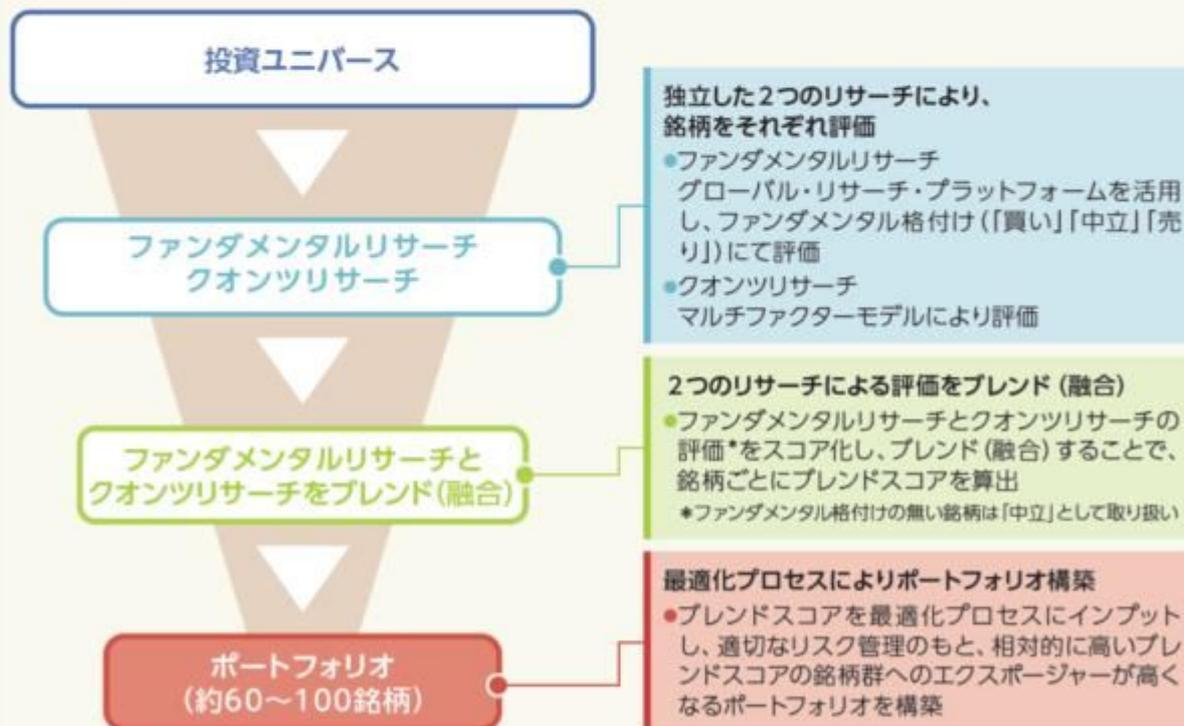 投資ユニバース
独立した2つのリサーチにより、
銘柄をそれぞれ評価
●ファンダメンタルリサーチ
グローバル・リサーチ・プラットフォームを活用
し、ファンダメンタル格付け(「買い」「中立」「売
り」)にて評価
●クオンツリサーチ
マルチファクターモデルにより評価
ファンダメンタルリサーチ
クオンツリサーチ
2つのリサーチによる評価をブレンド(融合)
●ファンダメンタルリサーチとクオンツリサーチの
評価*をスコア化し、ブレンド(融合)することで、
銘柄ごとにブレンドスコアを算出
*ファンダメンタル格付けの無い銘柄は「中立」として取り扱い
ファンダメンタルリサーチと
クオンツリサーチをブレンド(融合)
最適化プロセスによりポートフォリオ構築
●ブレンドスコアを最適化プロセスにインプット
し、適切なリスク管理のもと、相対的に高いブレ
ンドスコアの銘柄群へのエクスポージャーが高く
なるポートフォリオを構築
ポートフォリオ
(約60～100銘柄)